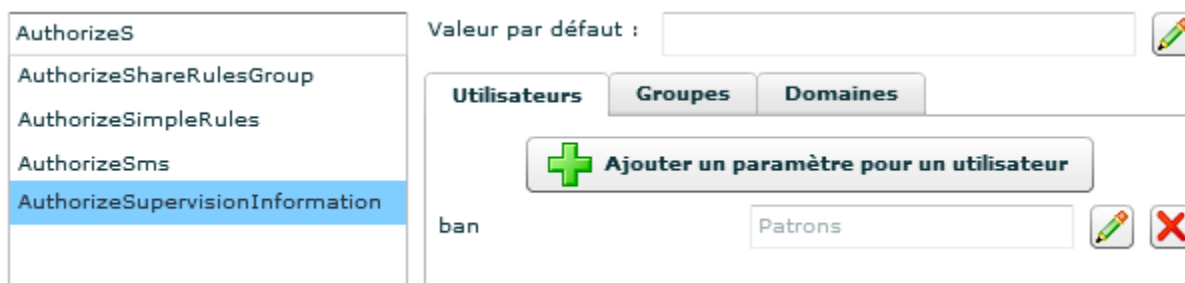 AuthorizeS
AuthorizeShareRulesGroup
AuthorizeSimpleRules
AuthorizeSms
AuthorizeSupervisionInformation
Valeur par défaut :
Utilisateurs Groupes Domaines
Ajouter un paramètre pour un utilisateur
ban Patrons